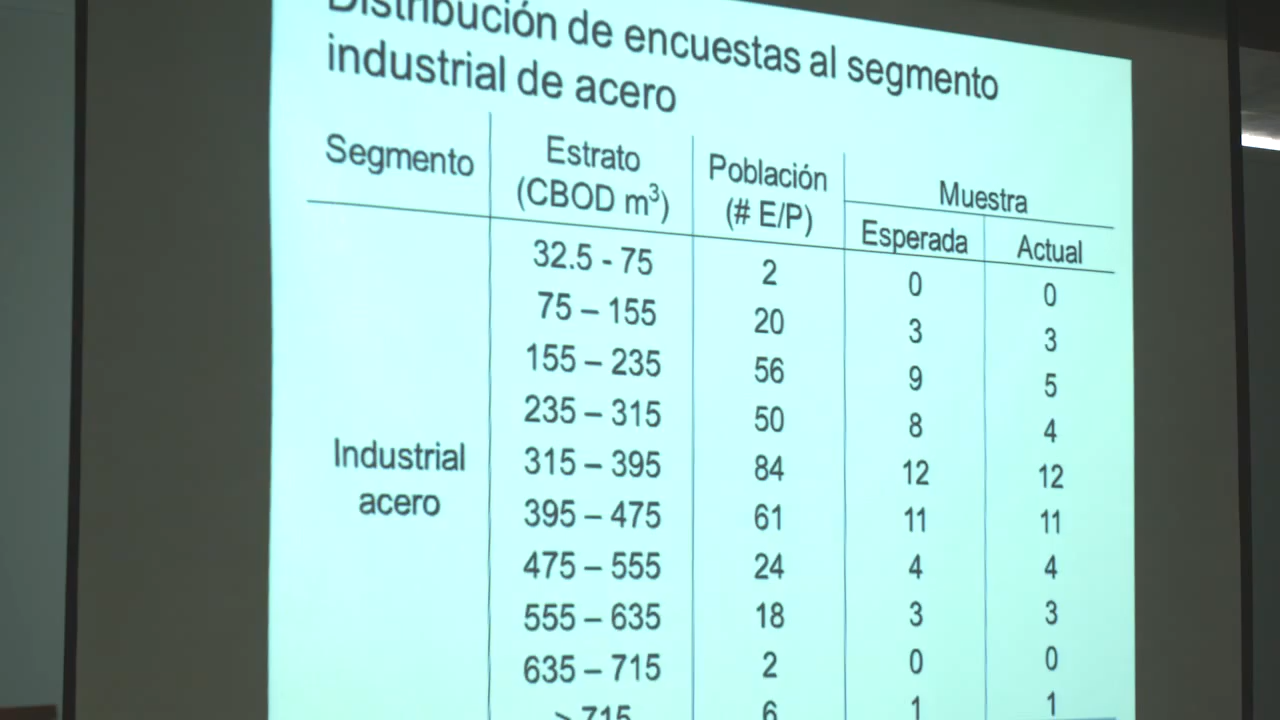 Distribución de encuestas al segmento
industrial de acero
Segmento Estrato (CBOD m³) Población (# E/P) Muestra
Esperada Actual
32.5 - 75 2 0 0
75 – 155 20 3 3
155 – 235 56 9 5
235 – 315 50 8 4
Industrial acero 315 – 395 84 12 12
395 – 475 61 11 11
475 – 555 24 4 4
555 – 635 18 3 3
635 – 715 2 0 0
> 715 6 1 1